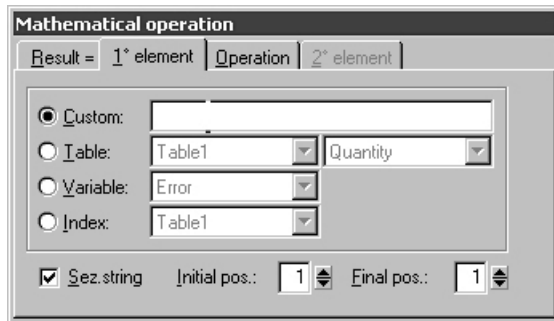 Mathematical operation
Result = 1° element Operation 2° element
Custom:
Table: Table1 Quantity
Variable: Error
Index: Table1
Sez.string Initial pos.: 1 Final pos.: 1